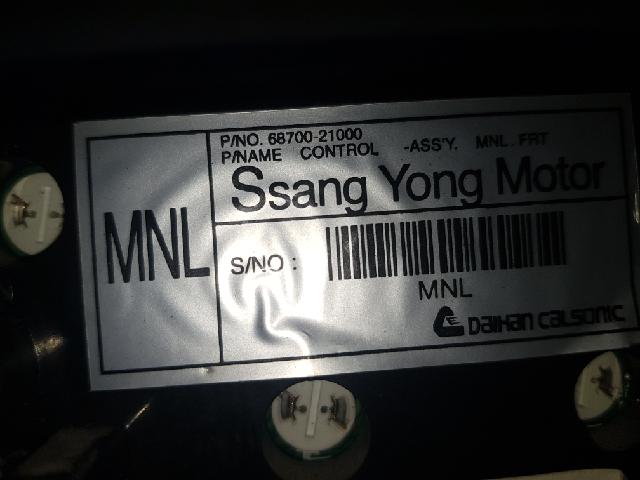 MNL
P/NO. 68700-21000
P/NAME CONTROL -ASS'Y. MNL. FRT
Ssang Yong Motor
S/NO :
MNL
DAIHAN CALSONIC